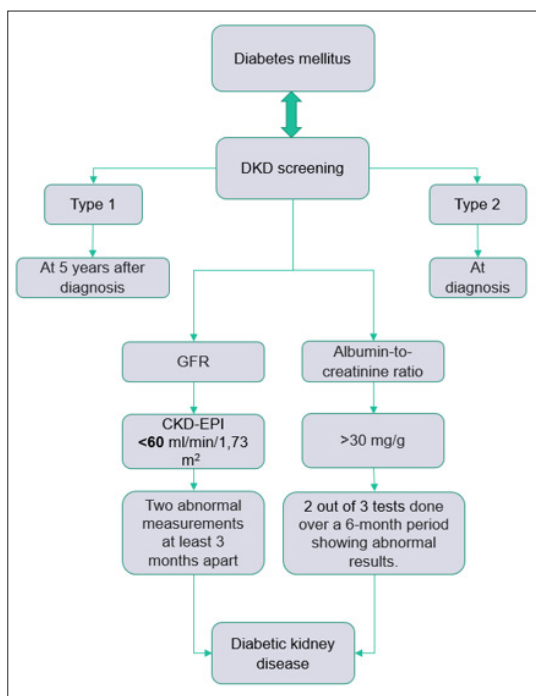 Diabetes mellitus
DKD screening
Type 1
Type 2
At 5 years after
diagnosis
At
diagnosis
GFR
Albumin-to-
creatinine ratio
CKD-EPI
<60 ml/min/1,73
m²
>30 mg/g
Two abnormal
measurements
at least 3
months apart
2 out of 3 tests done
over a 6-month period
showing abnormal
results.
Diabetic kidney
disease